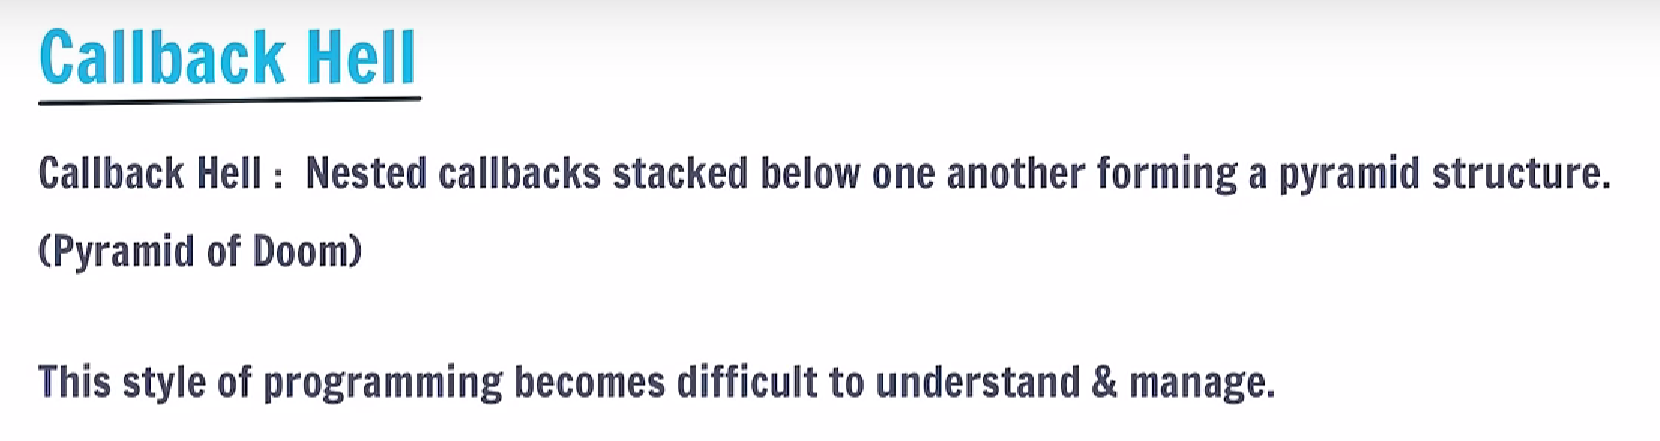 Callback Hell
Callback Hell : Nested callbacks stacked below one another forming a pyramid structure.
(Pyramid of Doom)
This style of programming becomes difficult to understand & manage.